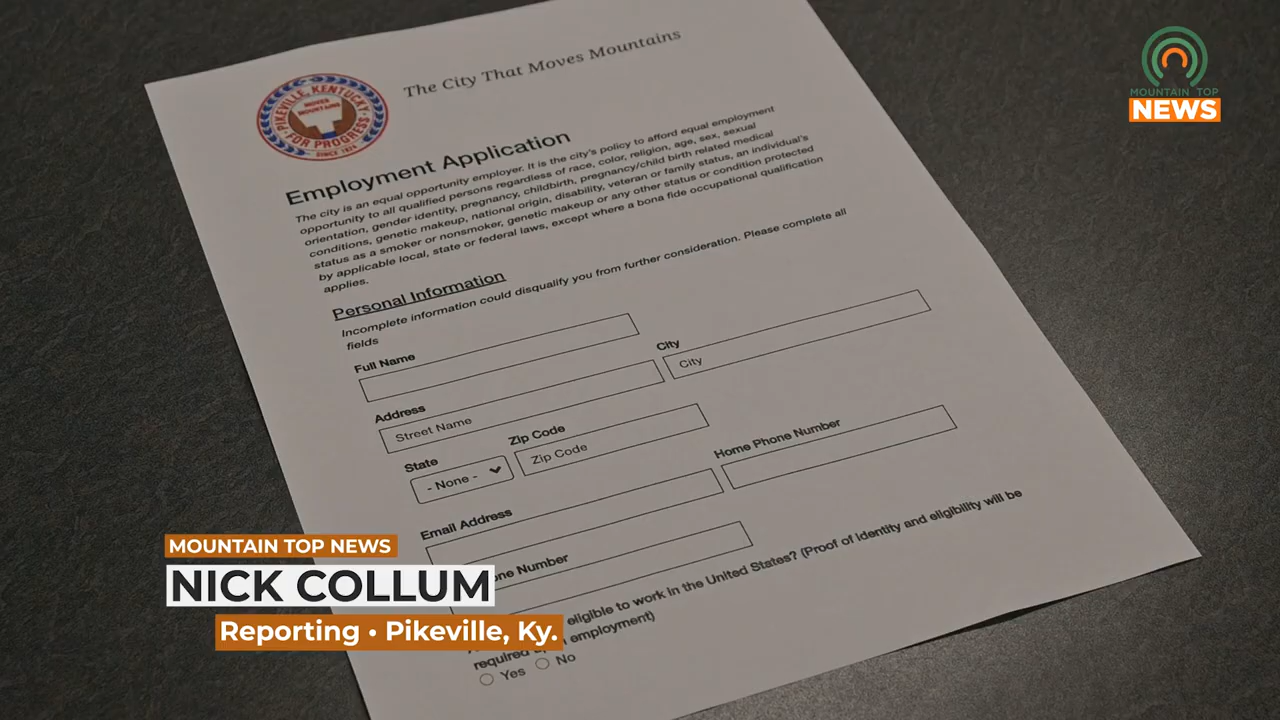 The City That Moves Mountains
PIKEVILLE, KENTUCKY
MOVES
MOUNTAINS
FOR PROGRESS
SINCE 1824
MOUNTAIN TOP
NEWS
Employment Application
The city is an equal opportunity employer. It is the city's policy to afford equal employment
opportunity to all qualified persons regardless of race, color, religion, age, sex, sexual
orientation, gender identity, pregnancy, childbirth, pregnancy/child birth related medical
conditions, genetic makeup, national origin, disability, veteran or family status, an individual's
status as a smoker or nonsmoker, genetic makeup or any other status or condition protected
by applicable local, state or federal laws, except where a bona fide occupational qualification
applies.
Personal Information
Incomplete information could disqualify you from further consideration. Please complete all
fields
Full Name
Address
Street Name
City
City
State
- None -
Zip Code
Zip Code
Email Address
Home Phone Number
one Number
eligible to work in the United States? (Proof of identity and eligibility will be
required employment)
Yes No
MOUNTAIN TOP NEWS
NICK COLLUM
Reporting • Pikeville, Ky.